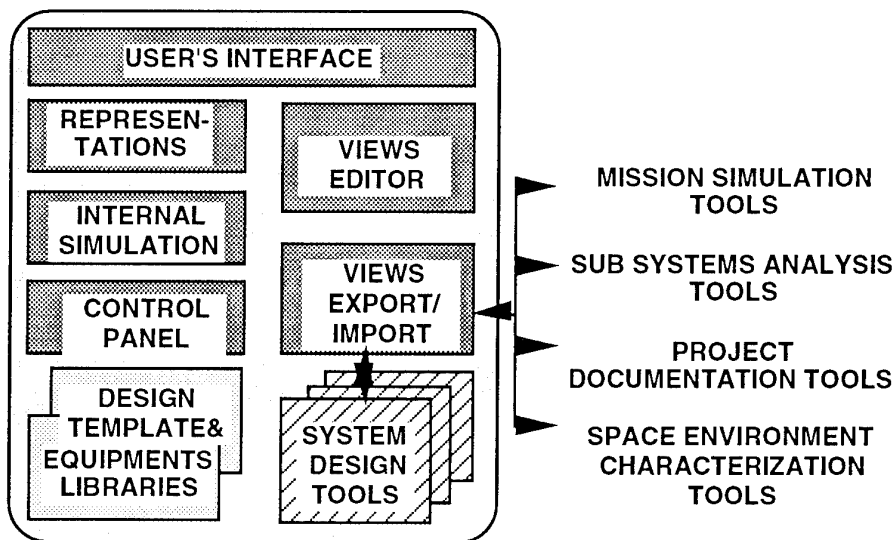 USER'S INTERFACE
REPRESEN-
TATIONS
VIEWS
EDITOR
INTERNAL
SIMULATION
VIEWS
EXPORT/
IMPORT
CONTROL
PANEL
DESIGN
TEMPLATE&
EQUIPMENTS
LIBRARIES
SYSTEM
DESIGN
TOOLS
MISSION SIMULATION
TOOLS
SUB SYSTEMS ANALYSIS
TOOLS
PROJECT
DOCUMENTATION TOOLS
SPACE ENVIRONMENT
CHARACTERIZATION
TOOLS